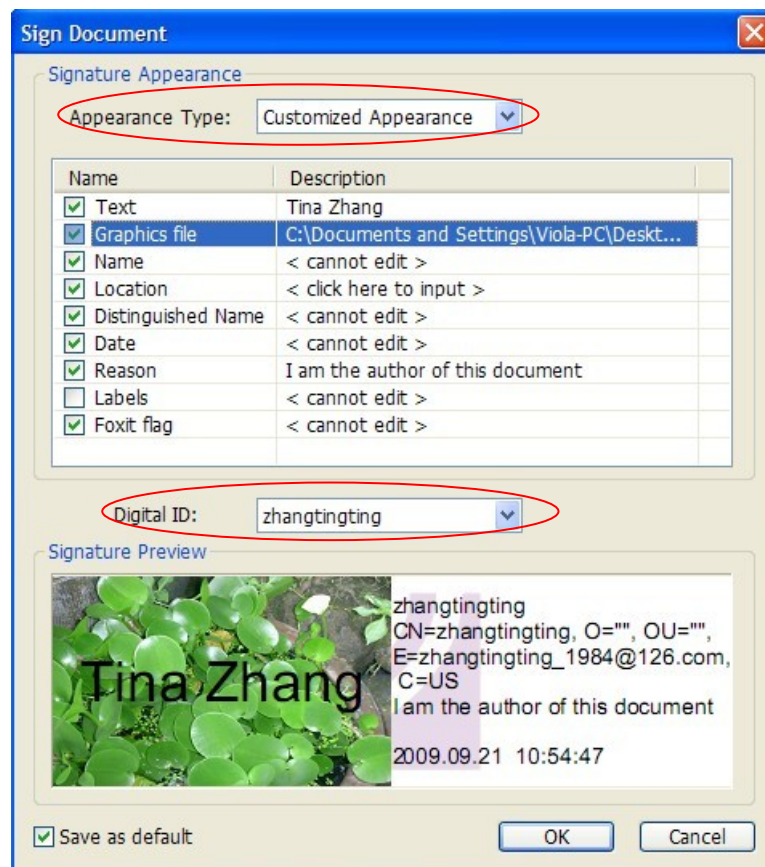 Sign Document
Signature Appearance
Appearance Type: Customized Appearance
Name Description
Text Tina Zhang
Graphics file C:\Documents and Settings\Viola-PC\Deskt...
Name < cannot edit >
Location < click here to input >
Distinguished Name < cannot edit >
Date < cannot edit >
Reason I am the author of this document
Labels < cannot edit >
Foxit flag < cannot edit >
Digital ID: zhangtingting
Signature Preview
Tina Zhang
zhangtingting
CN=zhangtingting, O="", OU="",
E=zhangtingting_1984@126.com,
C=US
I am the author of this document
2009.09.21 10:54:47
Save as default OK Cancel